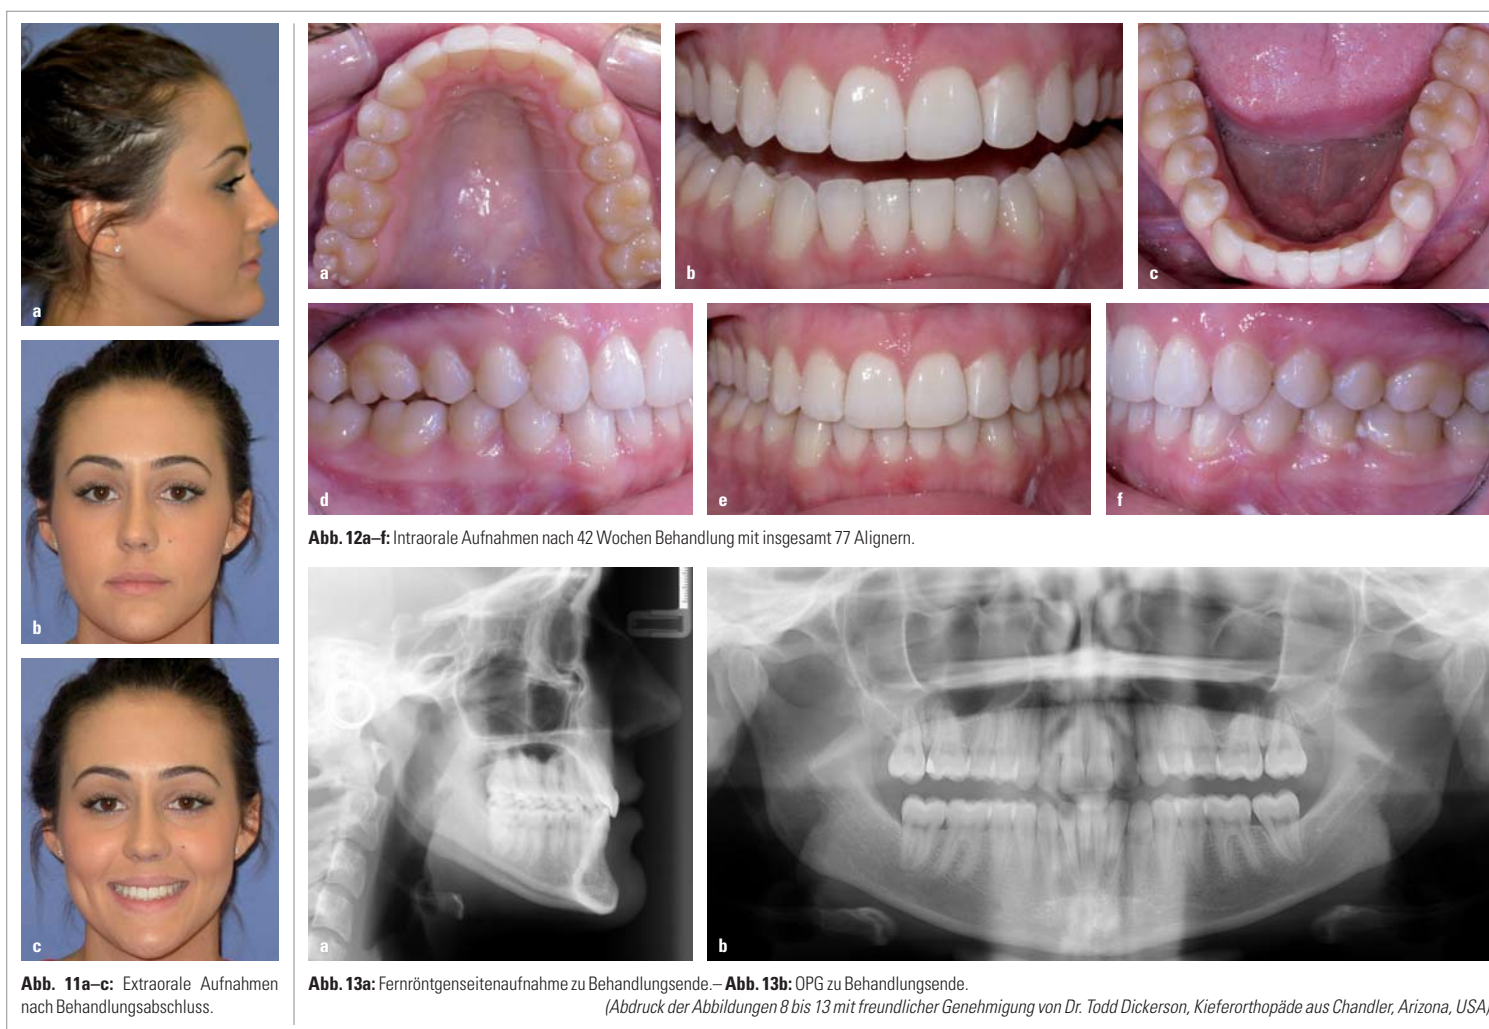 a
b
c
Abb. 11a–c: Extraorale Aufnahmen
nach Behandlungsabschluss.
a
b
c
d
e
f
Abb. 12a–f: Intraorale Aufnahmen nach 42 Wochen Behandlung mit insgesamt 77 Alignern.
a
b
Abb. 13a: Fernröntgenseitenaufnahme zu Behandlungsende.– Abb. 13b: OPG zu Behandlungsende.
(Abdruck der Abbildungen 8 bis 13 mit freundlicher Genehmigung von Dr. Todd Dickerson, Kieferorthopäde aus Chandler, Arizona, USA)